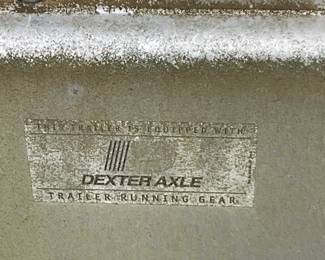 THIS TRAILER IS EQUIPPED WITH
DEXTER AXLE
TRAILER RUNNING GEAR